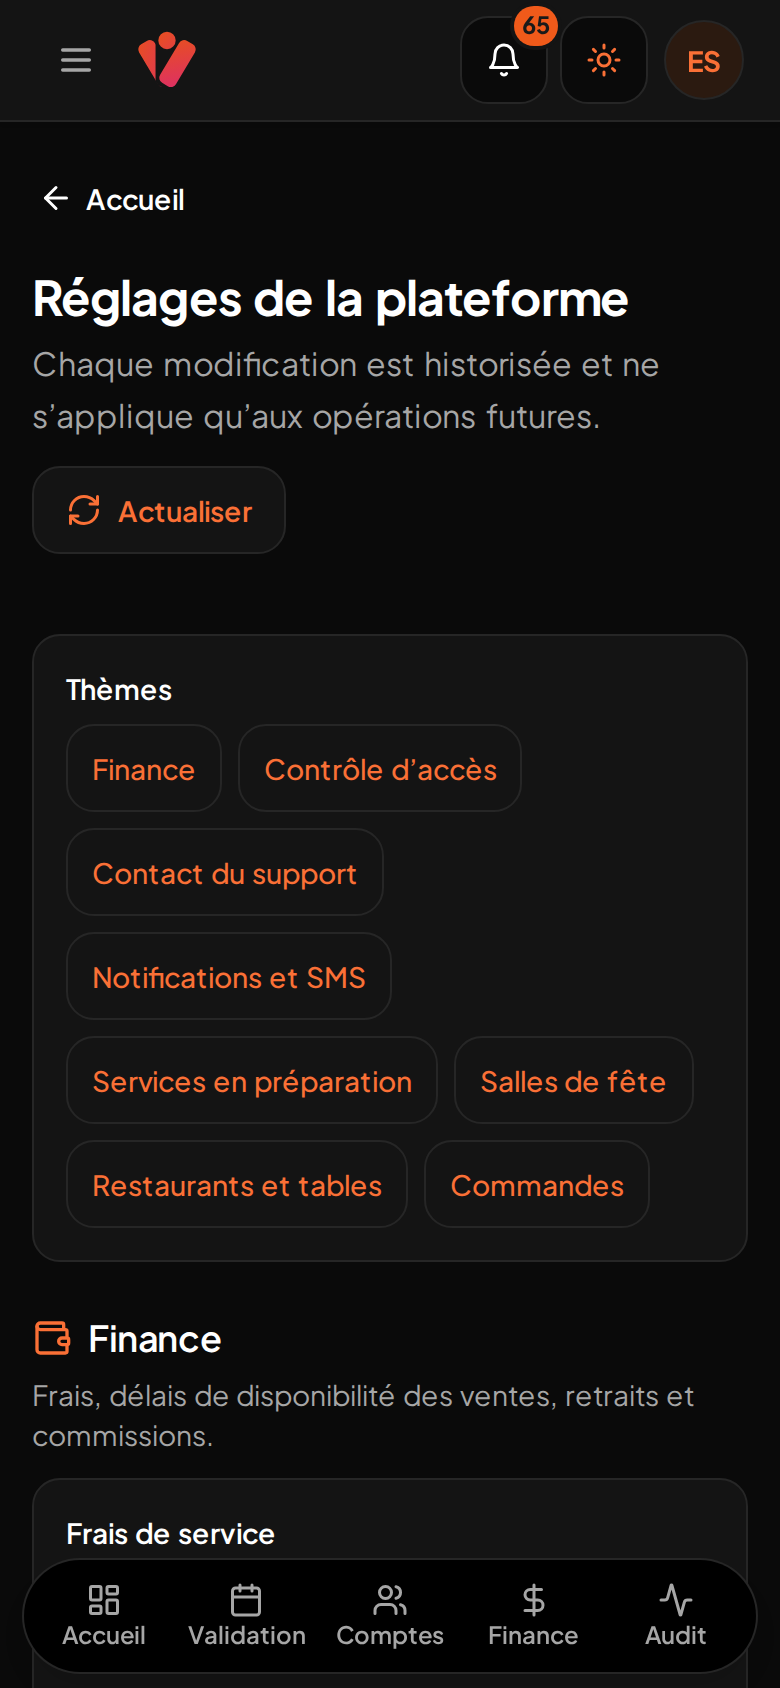 65
ES
Accueil
Réglages de la plateforme
Chaque modification est historisée et ne
s’applique qu’aux opérations futures.
Actualiser
Thèmes
Finance
Contrôle d’accès
Contact du support
Notifications et SMS
Services en préparation
Salles de fête
Restaurants et tables
Commandes
Finance
Frais, délais de disponibilité des ventes, retraits et
commissions.
Frais de service
Accueil
Validation
Comptes
Finance
Audit